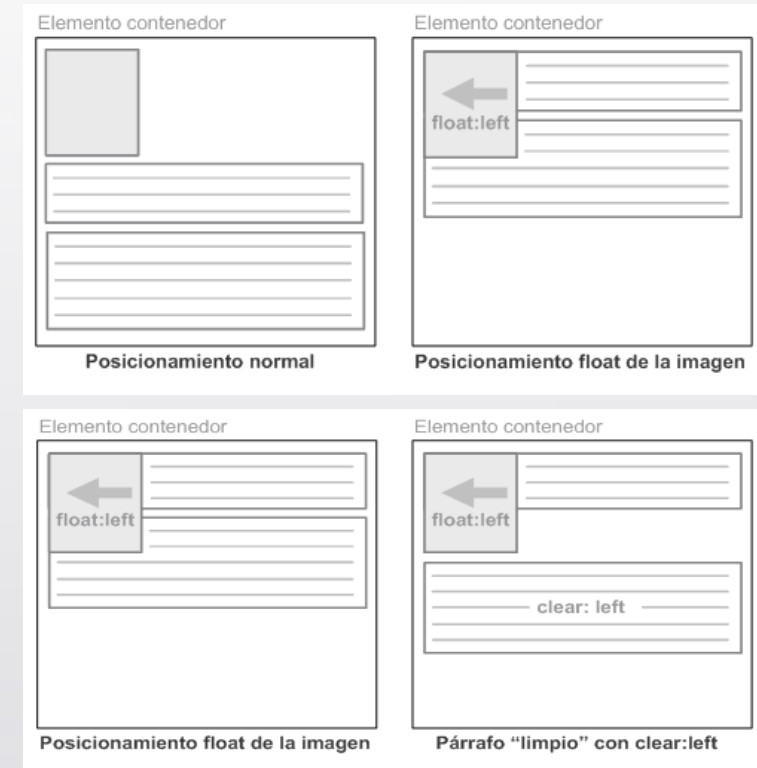 Elemento contenedor
Elemento contenedor
float:left
Posicionamiento normal
Posicionamiento float de la imagen
Elemento contenedor
Elemento contenedor
float:left
float:left
clear: left
Posicionamiento float de la imagen
Párrafo “limpio” con clear:left